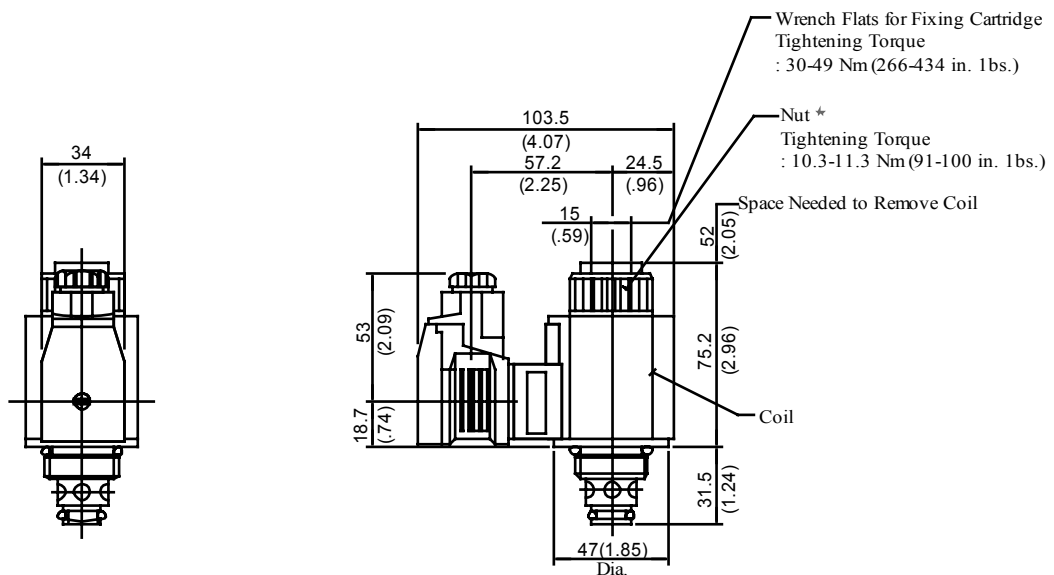 Wrench Flats for Fixing Cartridge
Tightening Torque
: 30-49 Nm (266-434 in. 1bs.)
Nut *
Tightening Torque
: 10.3-11.3 Nm (91-100 in. 1bs.)
Space Needed to Remove Coil
103.5
(4.07)
57.2
(2.25)
24.5
(.96)
15
(.59)
34
(1.34)
52
(2.05)
53
(2.09)
75.2
(2.96)
18.7
(.74)
Coil
31.5
(1.24)
47(1.85)
Dia.